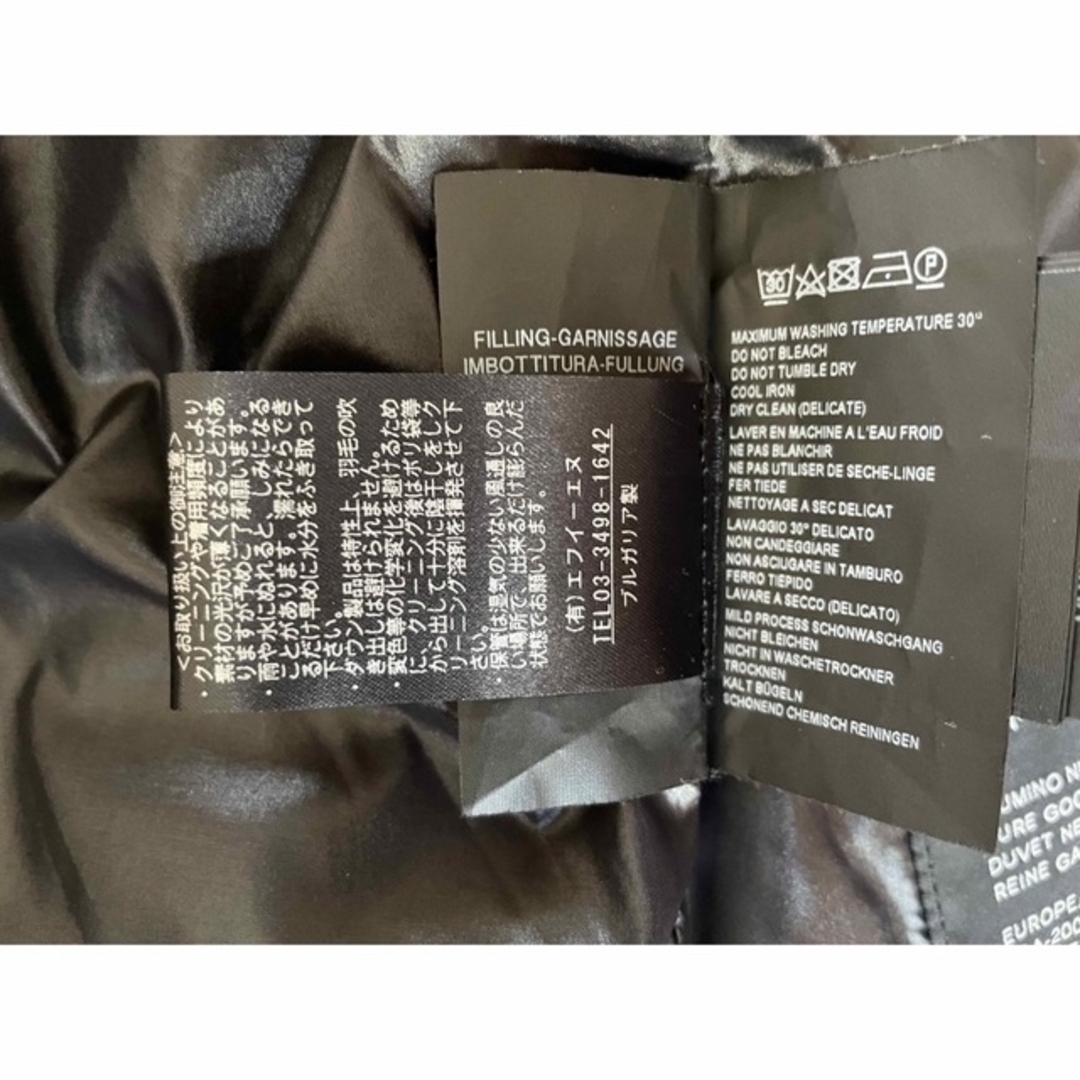 FILLING-GARNISSAGE
IMBOTTITURA-FULLUNG
<お取り扱い上の御注意>
・クリーニングや着用頻度により
素材の光沢が薄くなることがあ
りますが予めご了承願います。
・雨や水にぬれると、しみになる
ことがあります。濡れたらできる
るだけ早めに水分をふき取って
下さい。
・ダウン製品は特性上、羽毛の吹
き出しは避けられません。
・変色等の化学変化を避けるため
に、クリーニング後はポリ袋等
から出して十分に陰干しをしク
リーニング溶剤を揮発させて下
さい。
・保管は湿気の少ない風通しの良
い場所で、出来るだけ膨らんだ
状態でお願いします。
(有)エフイーエヌ
TEL03-3498-1642
ブルガリア製
30
P
MAXIMUM WASHING TEMPERATURE 30°
DO NOT BLEACH
DO NOT TUMBLE DRY
COOL IRON
DRY CLEAN (DELICATE)
LAVER EN MACHINE A L'EAU FROID
NE PAS BLANCHIR
NE PAS UTILISER DE SECHE-LINGE
FER TIEDE
NETTOYAGE A SEC DELICAT
LAVAGGIO 30° DELICATO
NON CANDEGGIARE
NON ASCIUGARE IN TAMBURO
FERRO TIEPIDO
LAVARE A SECCO (DELICATO)
MILD PROCESS SCHONWASCHGANG
NICHT BLEICHEN
NICHT IN WASCHETROCKNER
TROCKNEN
KALT BÜGELN
SCHONEND CHEMISCH REININGEN
UMINO N
URE GOO
DUVET NE
REINE GA
EUROPEA
-200